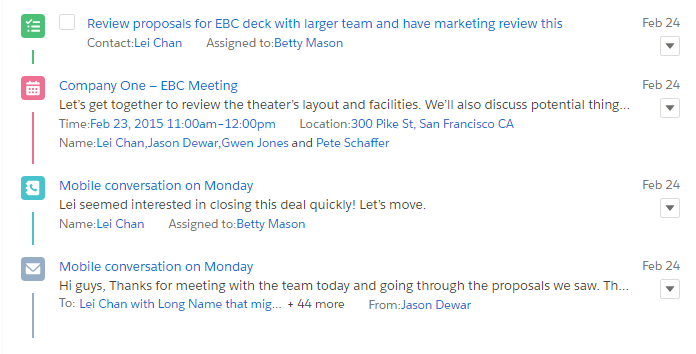 Review proposals for EBC deck with larger team and have marketing review this Feb 24
Contact:Lei Chan Assigned to:Betty Mason
Company One – EBC Meeting Feb 24
Let's get together to review the theater's layout and facilities. We'll also discuss potential thing...
Time:Feb 23, 2015 11:00am–12:00pm Location:300 Pike St, San Francisco CA
Name:Lei Chan,Jason Dewar,Gwen Jones and Pete Schaffer
Mobile conversation on Monday Feb 24
Lei seemed interested in closing this deal quickly! Let's move.
Name:Lei Chan Assigned to:Betty Mason
Mobile conversation on Monday Feb 24
Hi guys, Thanks for meeting with the team today and going through the proposals we saw. Th...
To: Lei Chan with Long Name that mig... + 44 more From:Jason Dewar